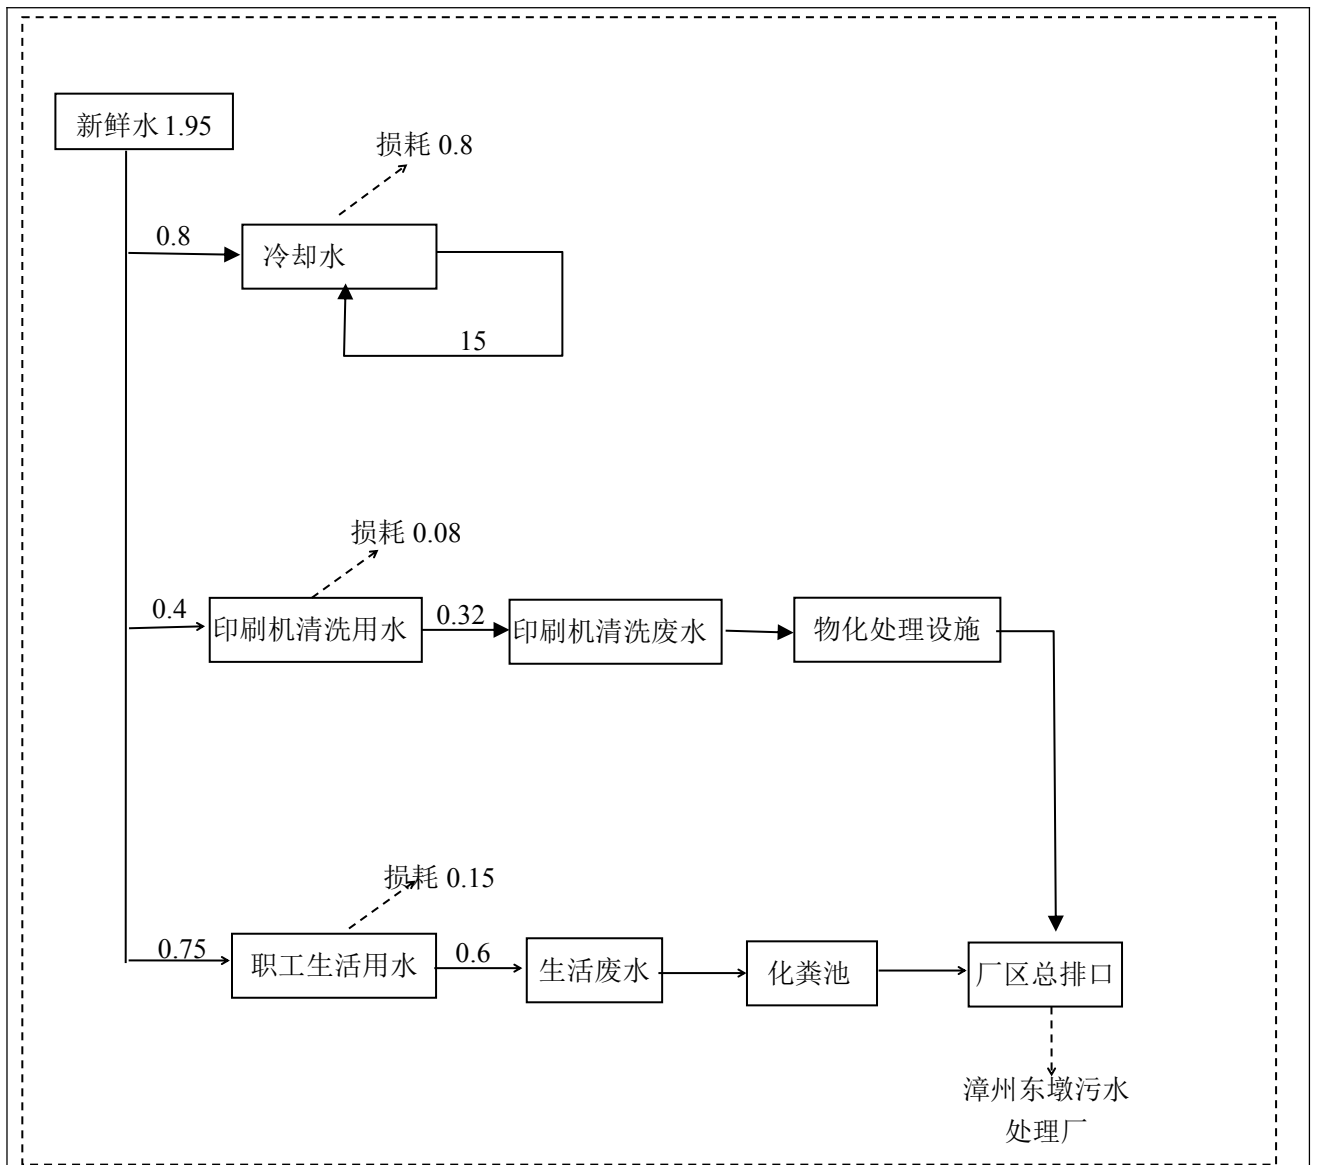 新鲜水 1.95
损耗 0.8
0.8
冷却水
15
损耗 0.08
0.4
印刷机清洗用水
0.32
印刷机清洗废水
物化处理设施
损耗 0.15
0.75
职工生活用水
0.6
生活废水
化粪池
厂区总排口
漳州东墩污水
处理厂